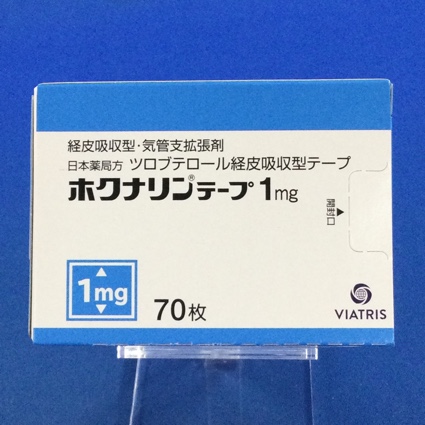 経皮吸収型・気管支拡張剤
日本薬局方 ツロブテロール経皮吸収型テープ
ホクナリン®テープ1mg
開封口
1mg
70枚
VIATRIS